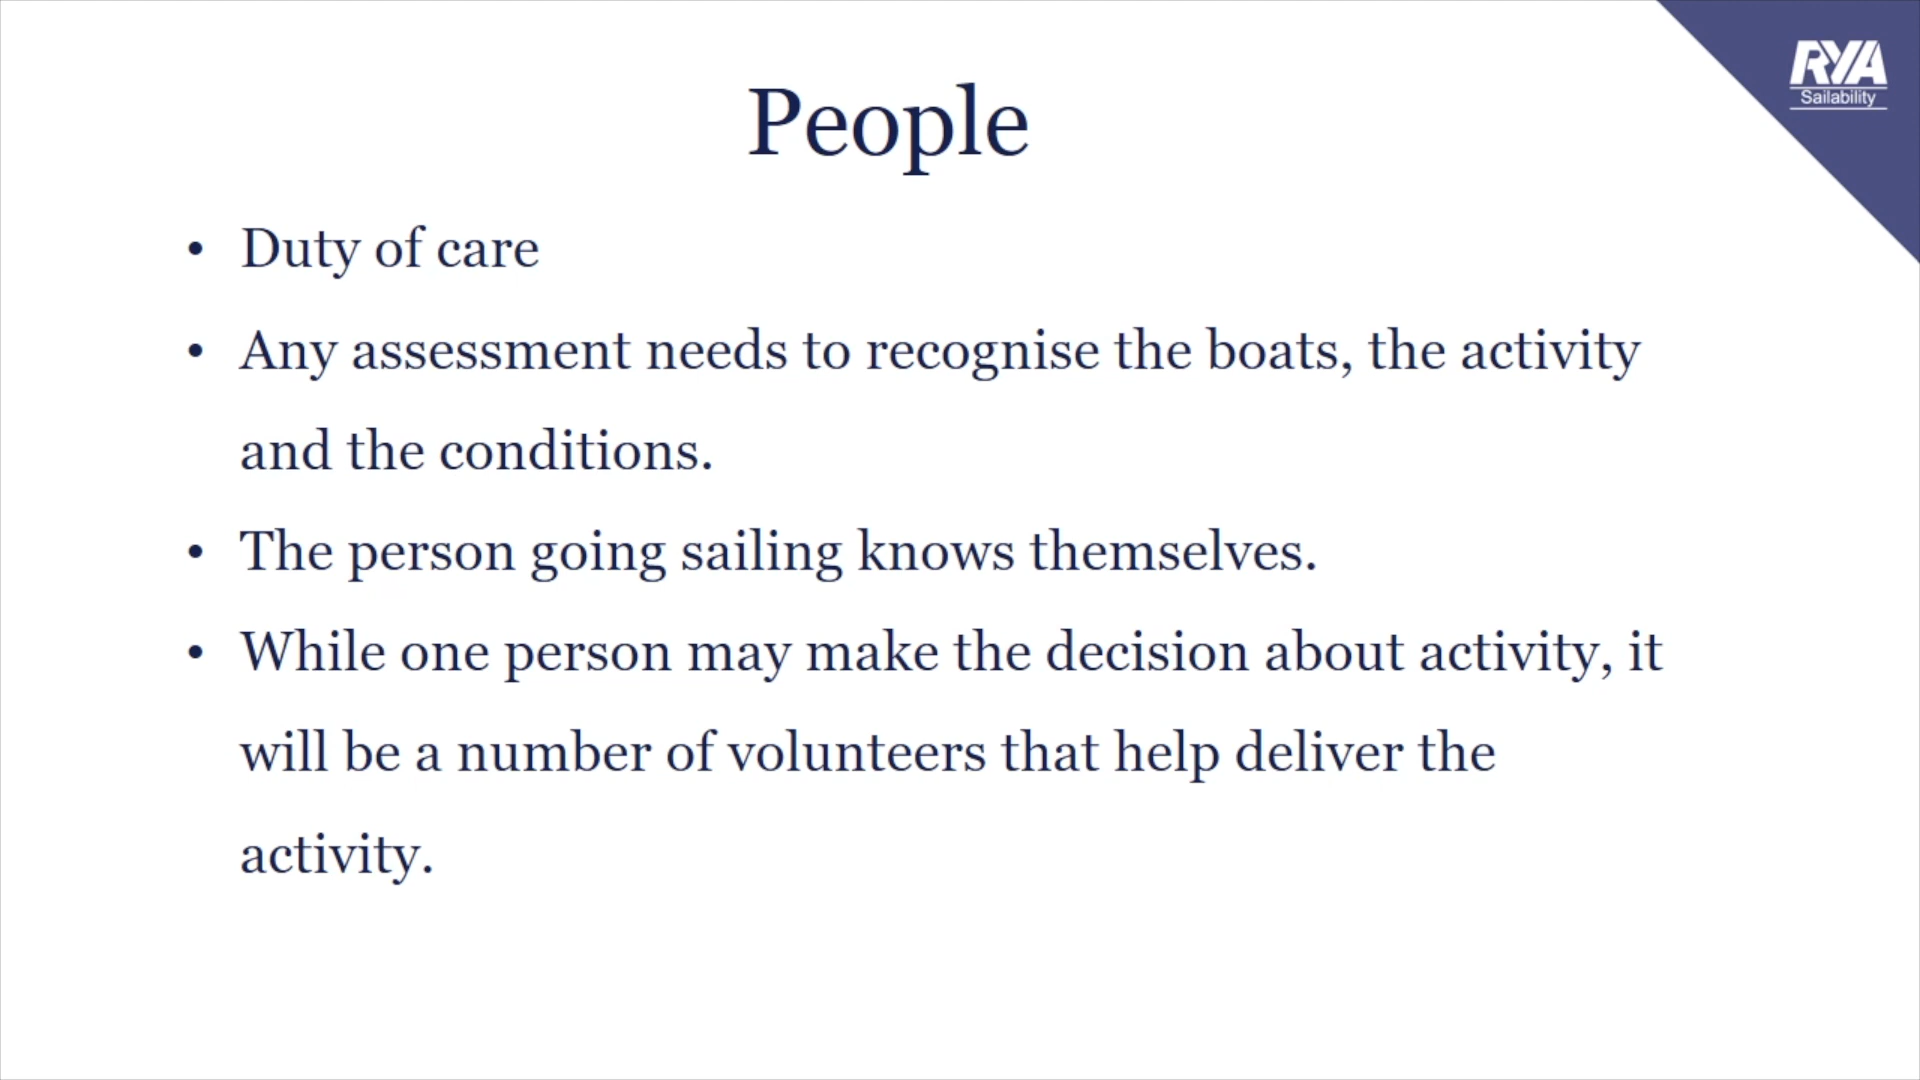 RYA
Sailability
People
• Duty of care
• Any assessment needs to recognise the boats, the activity
and the conditions.
• The person going sailing knows themselves.
• While one person may make the decision about activity, it
will be a number of volunteers that help deliver the
activity.